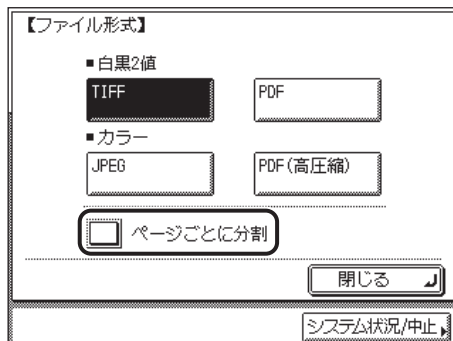 【ファイル形式】
■白黒2値
TIFF PDF
■カラー
JPEG PDF(高圧縮)
ページごとに分割
閉じる
システム状況/中止